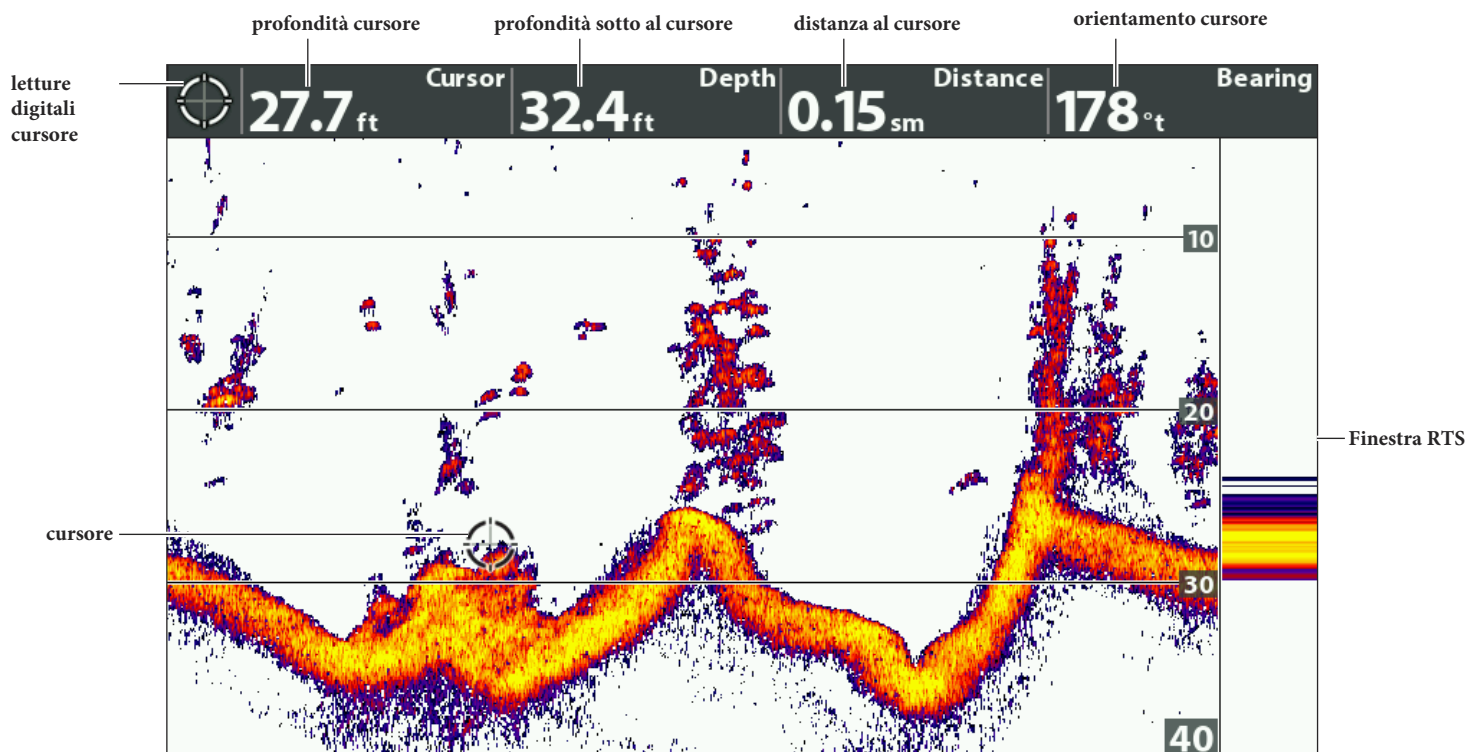 profondità cursore
profondità sotto al cursore
distanza al cursore
orientamento cursore
letture
digitali
cursore
Cursor
27.7 ft
Depth
32.4 ft
Distance
0.15 sm
Bearing
178 °t
10
20
Finestra RTS
cursore
30
40